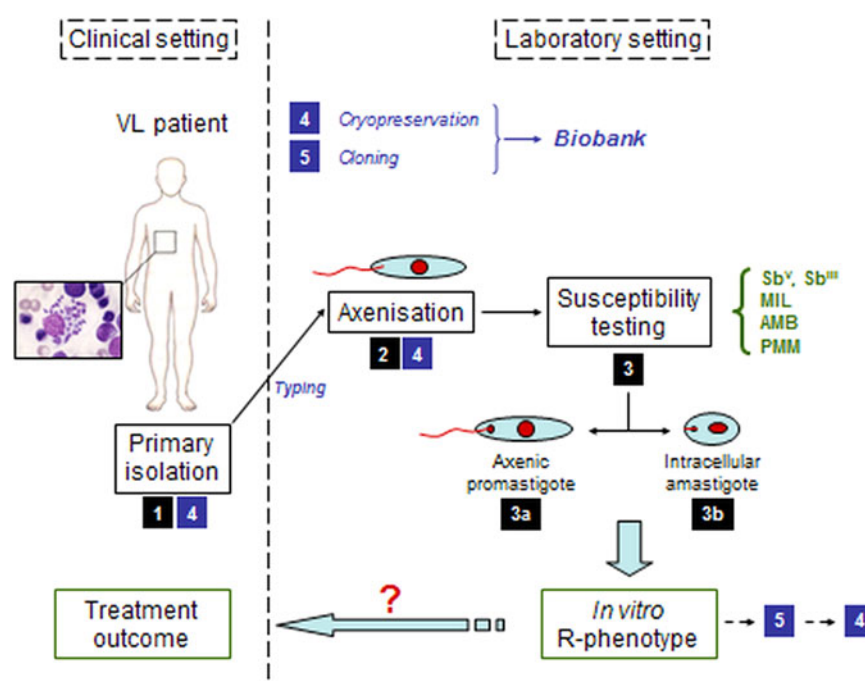 Clinical setting
Laboratory setting
VL patient
4 Cryopreservation
5 Cloning
Biobank
Axenisation
2 4
Susceptibility
testing
3
Sbⱽ, Sbᴵᴵᴵ
MIL
AMB
PMM
Typing
Primary
isolation
1 4
Axenic
promastigote
3a
Intracellular
amastigote
3b
Treatment
outcome
?
In vitro
R-phenotype
5
4